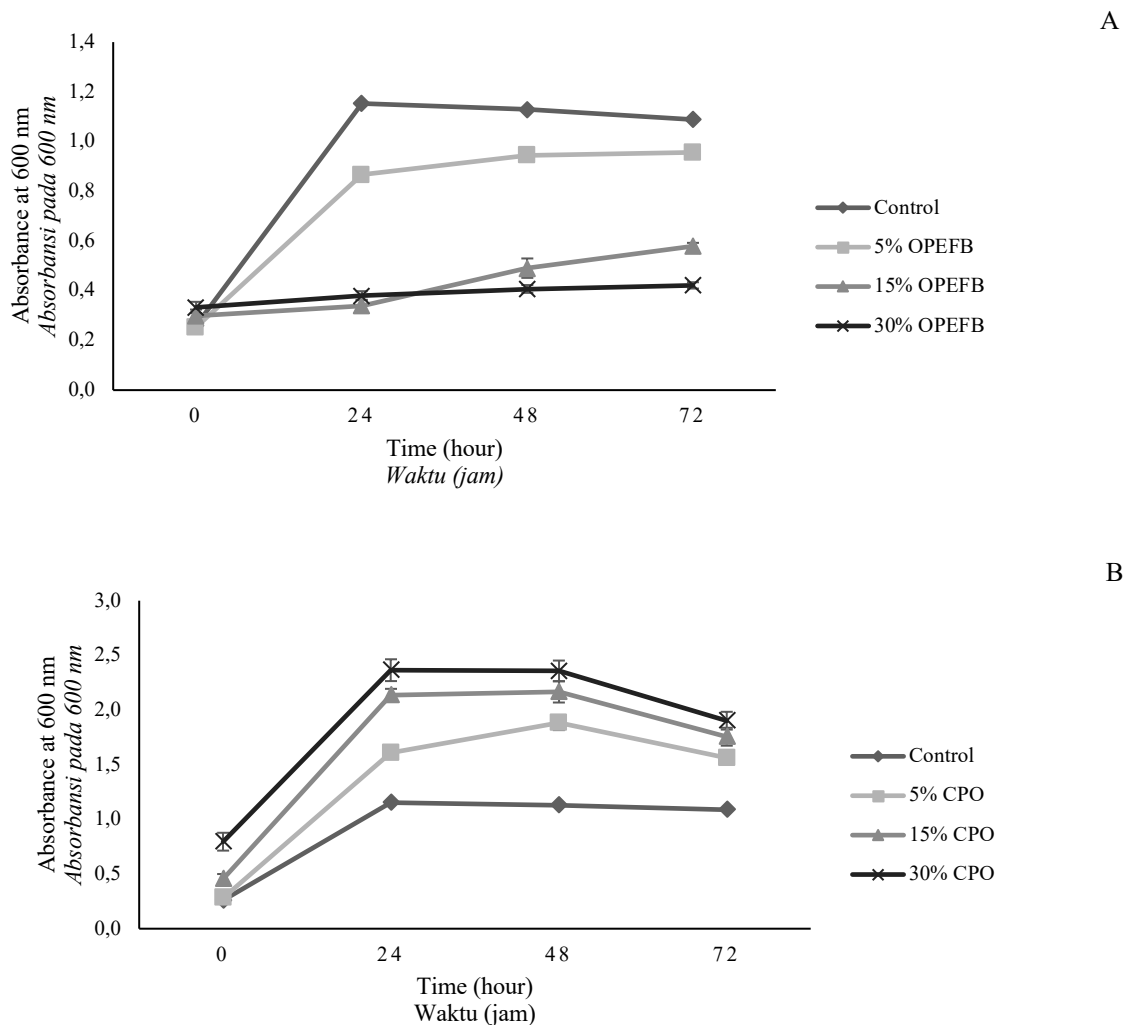 A
Absorbance at 600 nm
Absorbansi pada 600 nm
1,4
1,2
1,0
0,8
0,6
0,4
0,2
0,0
0
24
48
72
Time (hour)
Waktu (jam)
Control
5% OPEFB
15% OPEFB
30% OPEFB
B
Absorbance at 600 nm
Absorbansi pada 600 nm
3,0
2,5
2,0
1,5
1,0
0,5
0,0
0
24
48
72
Time (hour)
Waktu (jam)
Control
5% CPO
15% CPO
30% CPO